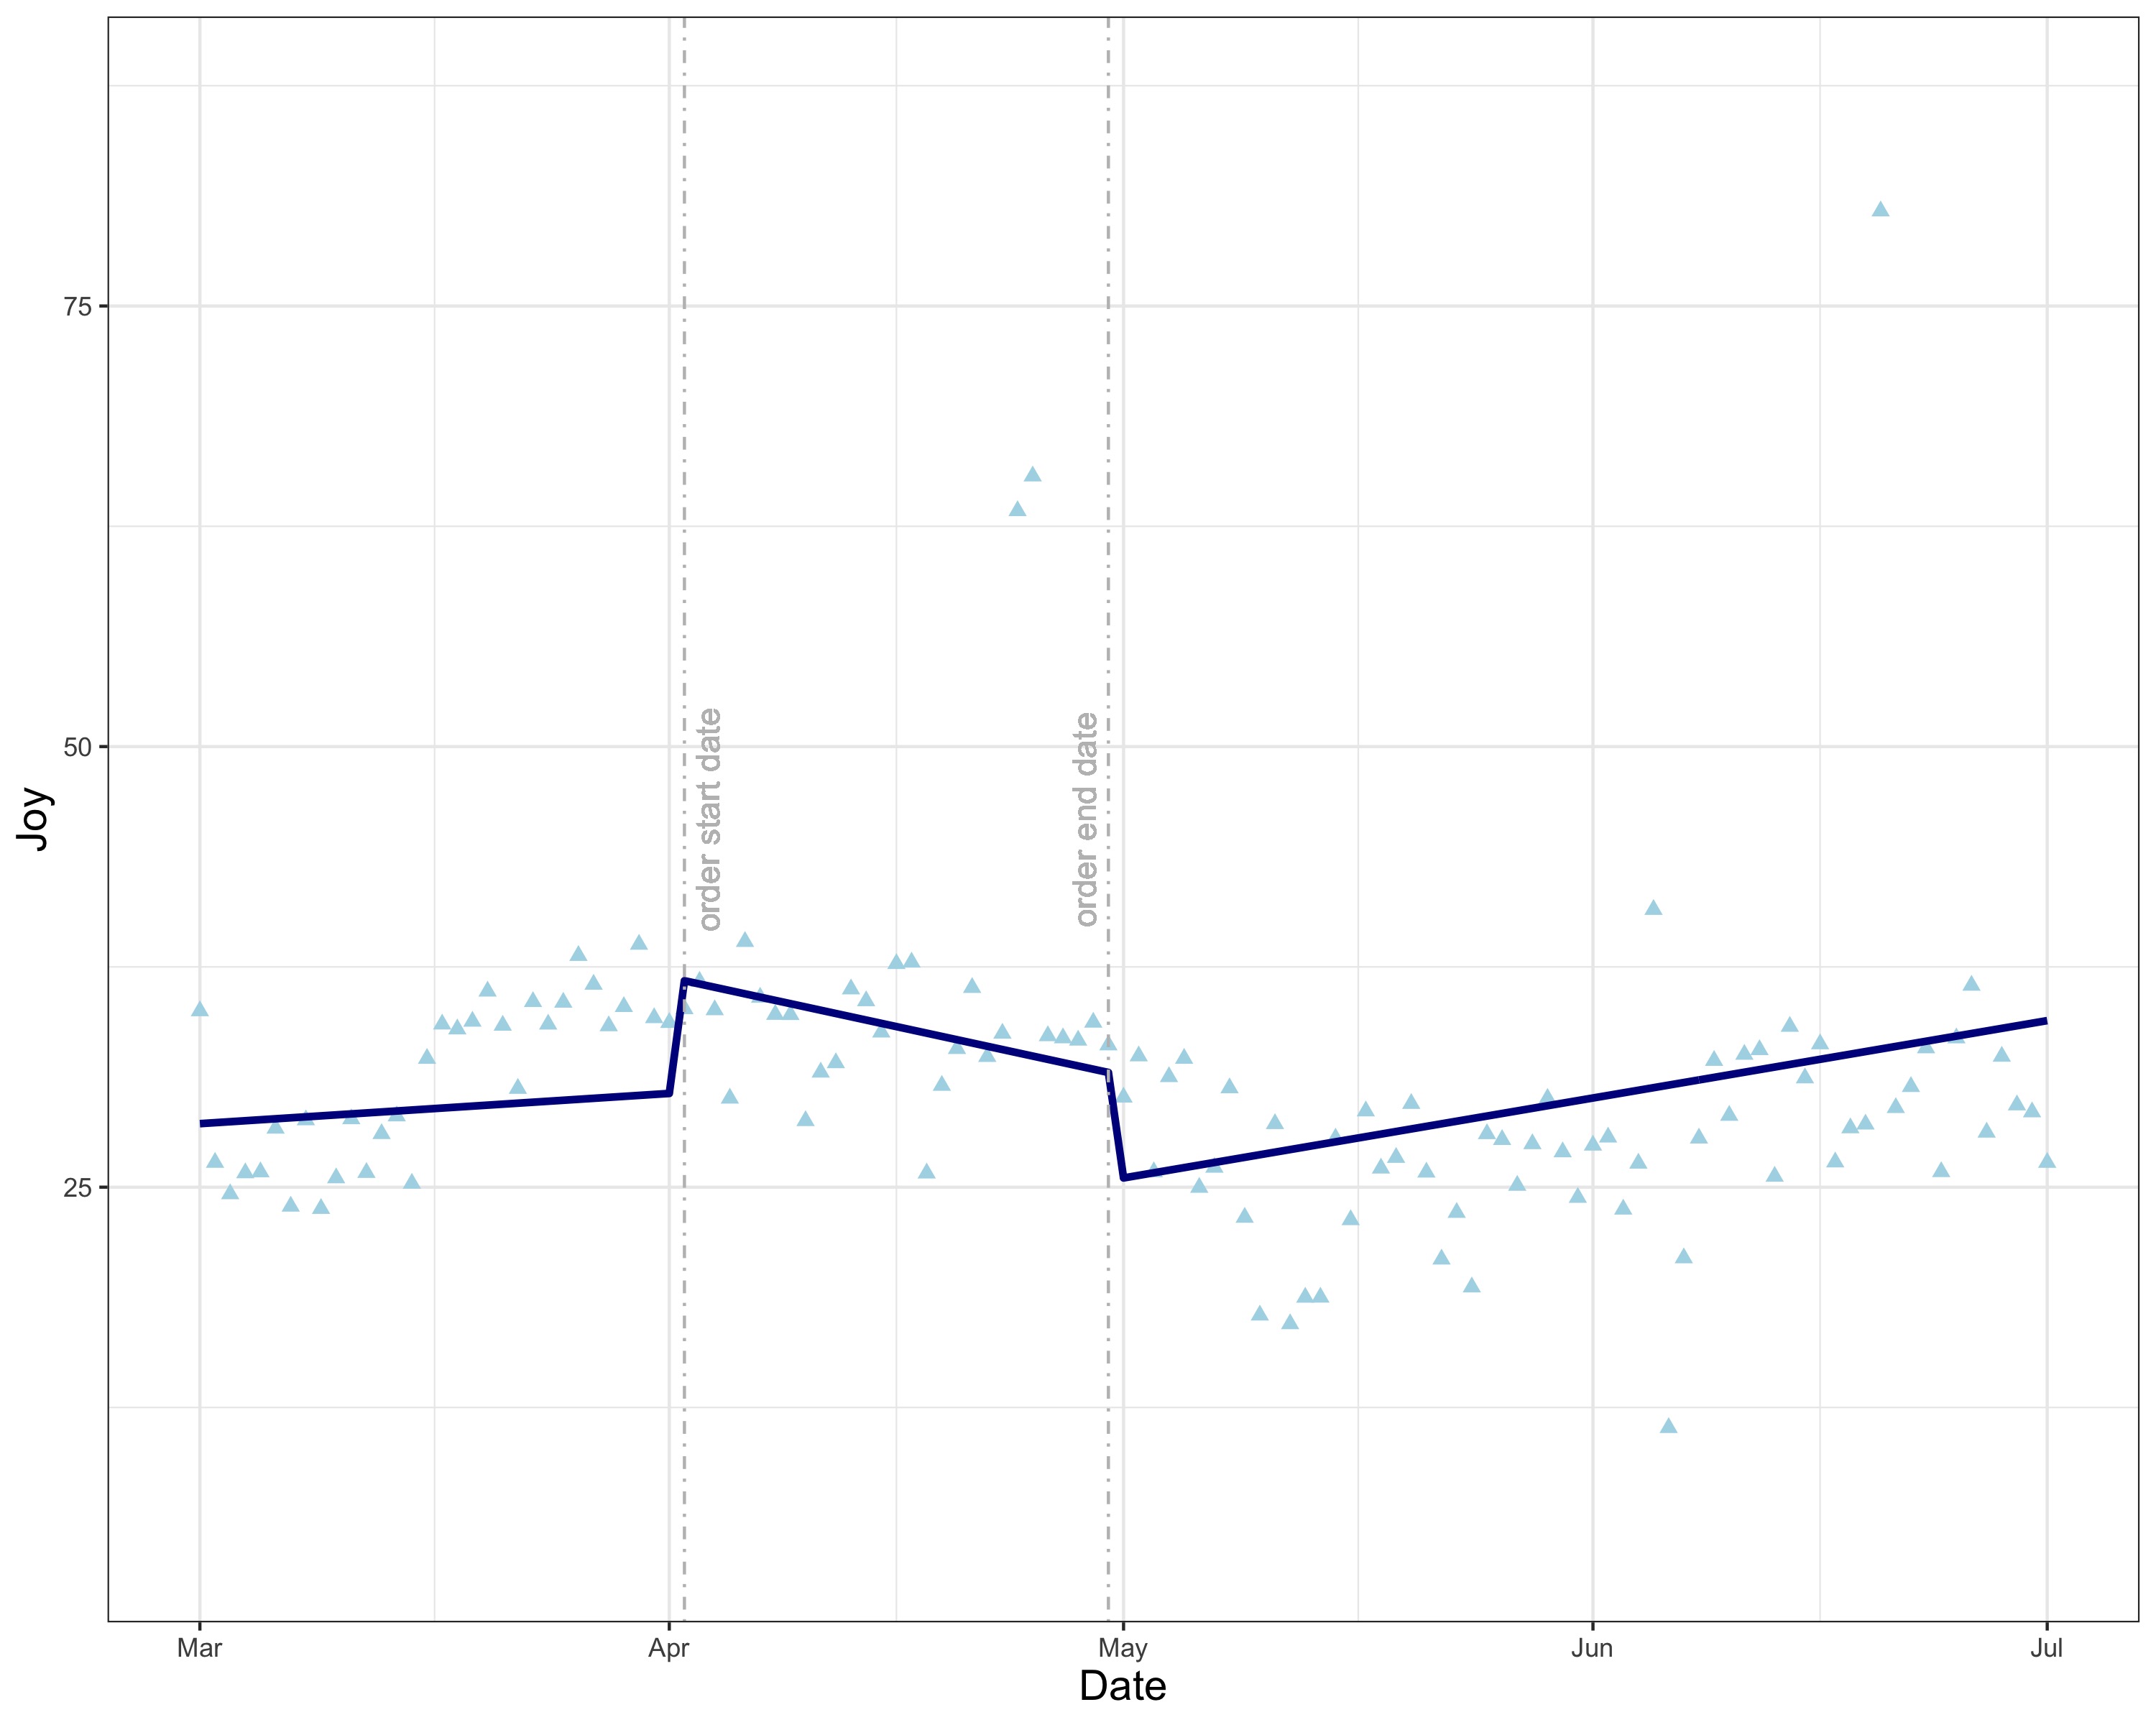 75
50
25
Joy
order start date
order end date
Mar
Apr
May
Jun
Jul
Date